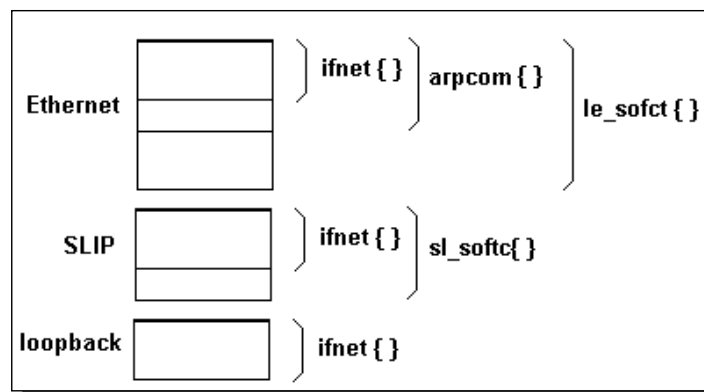 Ethernet
ifnet { }
arpcom { }
le_sofct { }
SLIP
ifnet { }
sl_softc{ }
loopback
ifnet { }